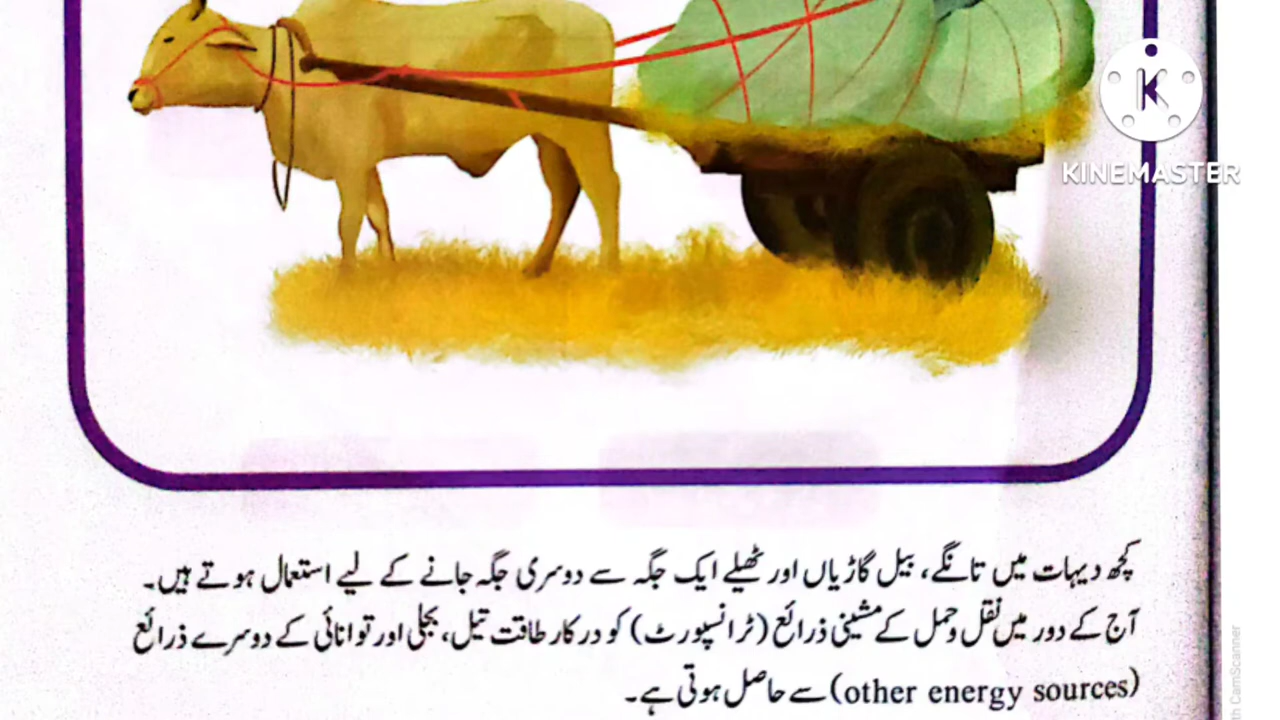 K
KINEMASTER
کچھ دیہات میں تانگے، بیل گاڑیاں اور ٹھیلے ایک جگہ سے دوسری جگہ جانے کے لیے استعمال ہوتے ہیں۔
آج کے دور میں نقل و حمل کے مشینی ذرائع (ٹرانسپورٹ) کو درکار طاقت تیل، بجلی اور توانائی کے دوسرے ذرائع
(other energy sources) سے حاصل ہوتی ہے۔
th CamScanner